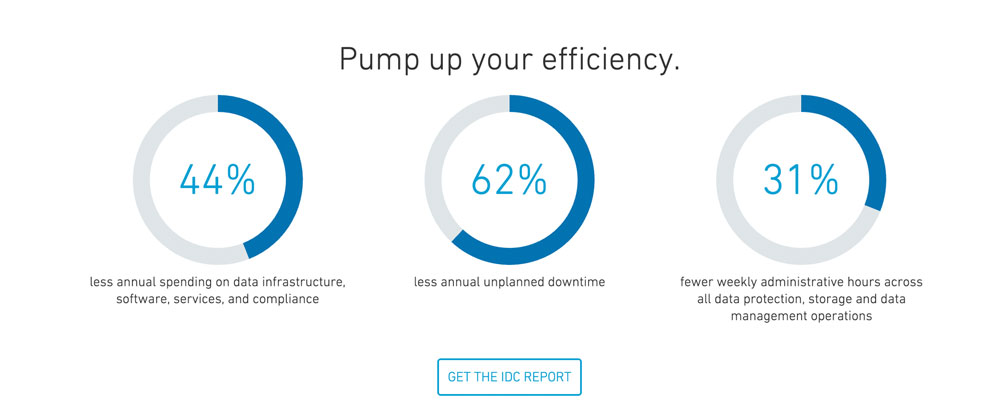 Pump up your efficiency.
44%
62%
31%
less annual spending on data infrastructure,
software, services, and compliance
less annual unplanned downtime
fewer weekly administrative hours across
all data protection, storage and data
management operations
GET THE IDC REPORT